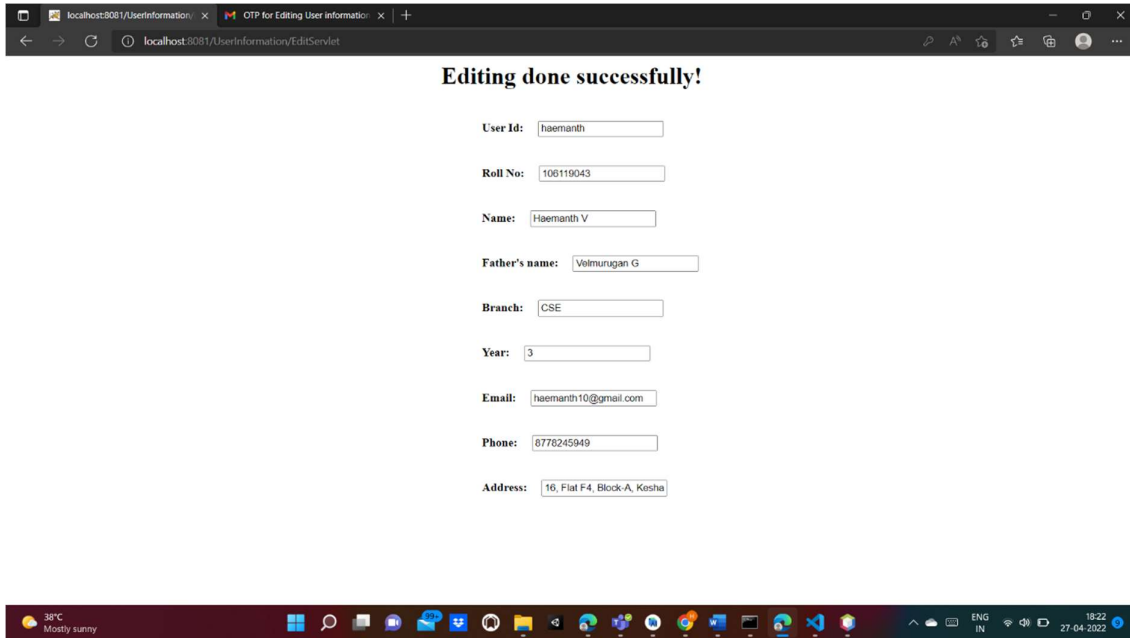 localhost:8081/UserInformation/
OTP for Editing User information
localhost:8081/UserInformation/EditServlet
Editing done successfully!
User Id: haemanth
Roll No: 106119043
Name: Haemanth V
Father's name: Velmurugan G
Branch: CSE
Year: 3
Email: haemanth10@gmail.com
Phone: 8778245949
Address: 16, Flat F4, Block-A, Kesha
38°C
Mostly sunny
99+
ENG
IN
18:22
27-04-2022